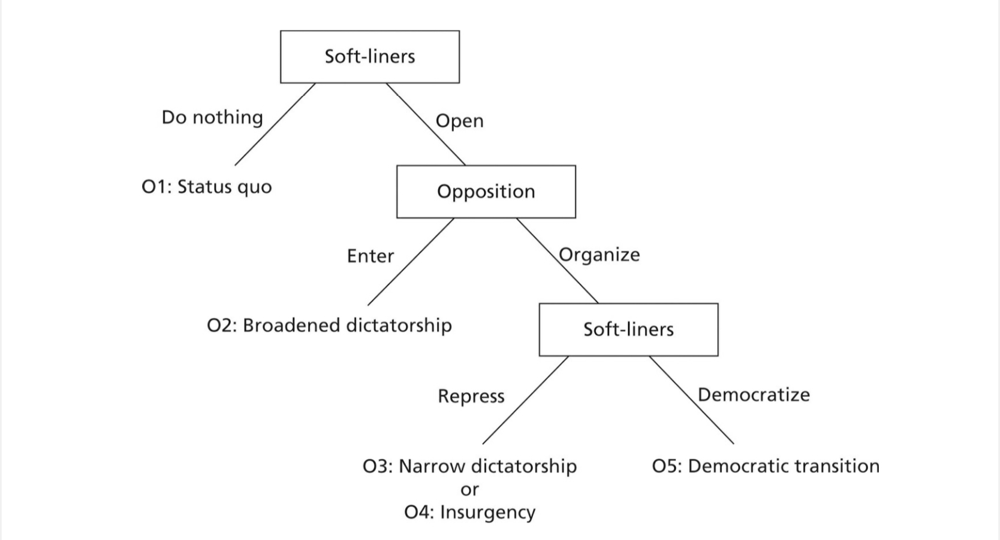 Soft-liners
Do nothing
Open
O1: Status quo
Opposition
Enter
Organize
O2: Broadened dictatorship
Soft-liners
Repress
Democratize
O3: Narrow dictatorship
or
O4: Insurgency
O5: Democratic transition